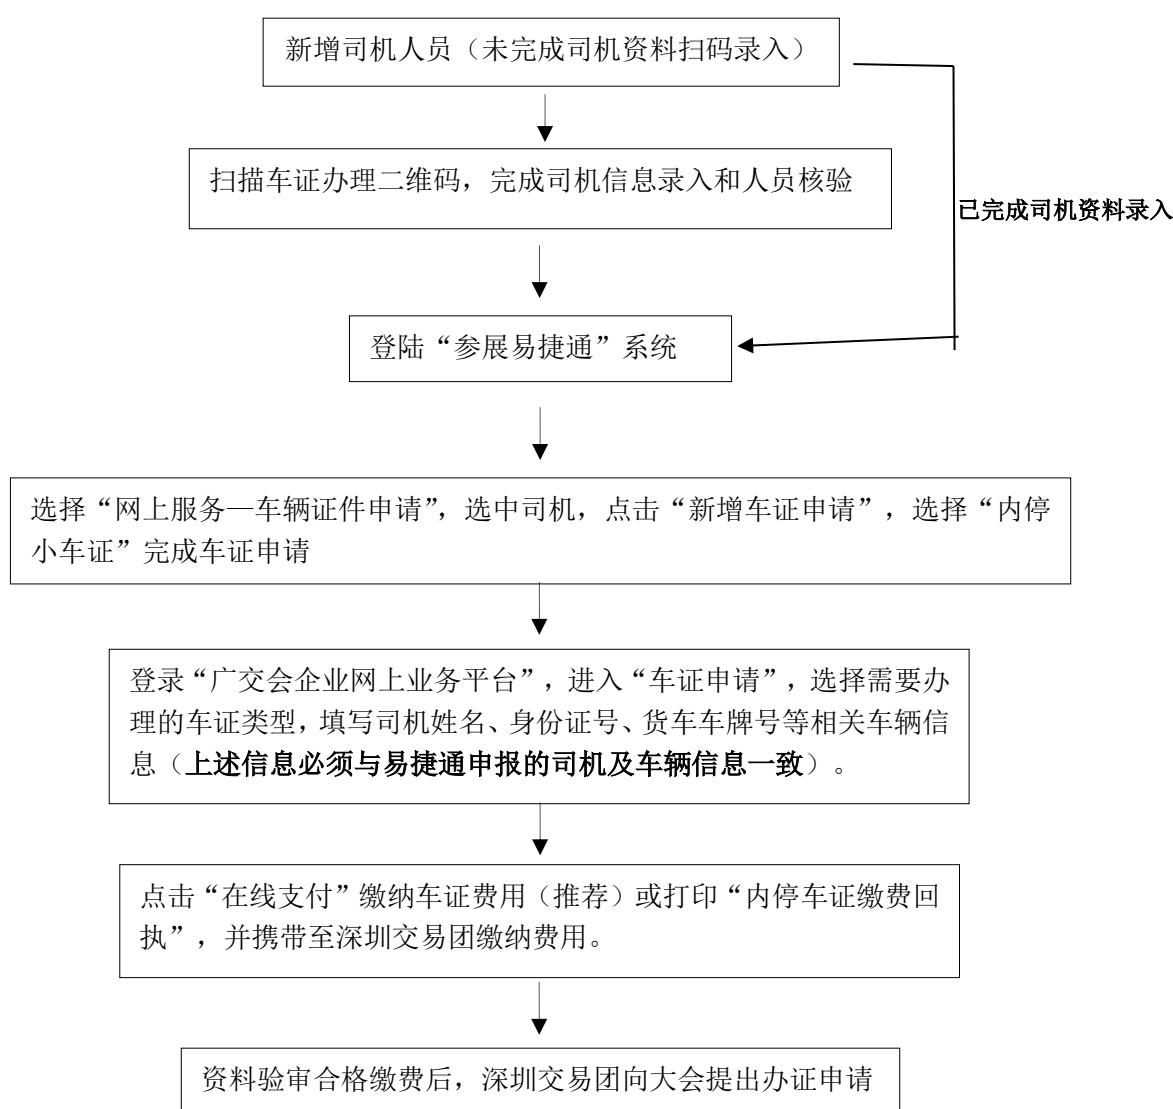 新增司机人员（未完成司机资料扫码录入）
扫描车证办理二维码，完成司机信息录入和人员核验
已完成司机资料录入
登陆“参展易捷通”系统
选择“网上服务—车辆证件申请”，选中司机，点击“新增车证申请”，选择“内停
小车证”完成车证申请
登录“广交会企业网上业务平台”，进入“车证申请”，选择需要办
理的车证类型，填写司机姓名、身份证号、货车车牌号等相关车辆信
息（上述信息必须与易捷通申报的司机及车辆信息一致）。
点击“在线支付”缴纳车证费用（推荐）或打印“内停车证缴费回
执”，并携带至深圳交易团缴纳费用。
资料验审合格缴费后，深圳交易团向大会提出办证申请